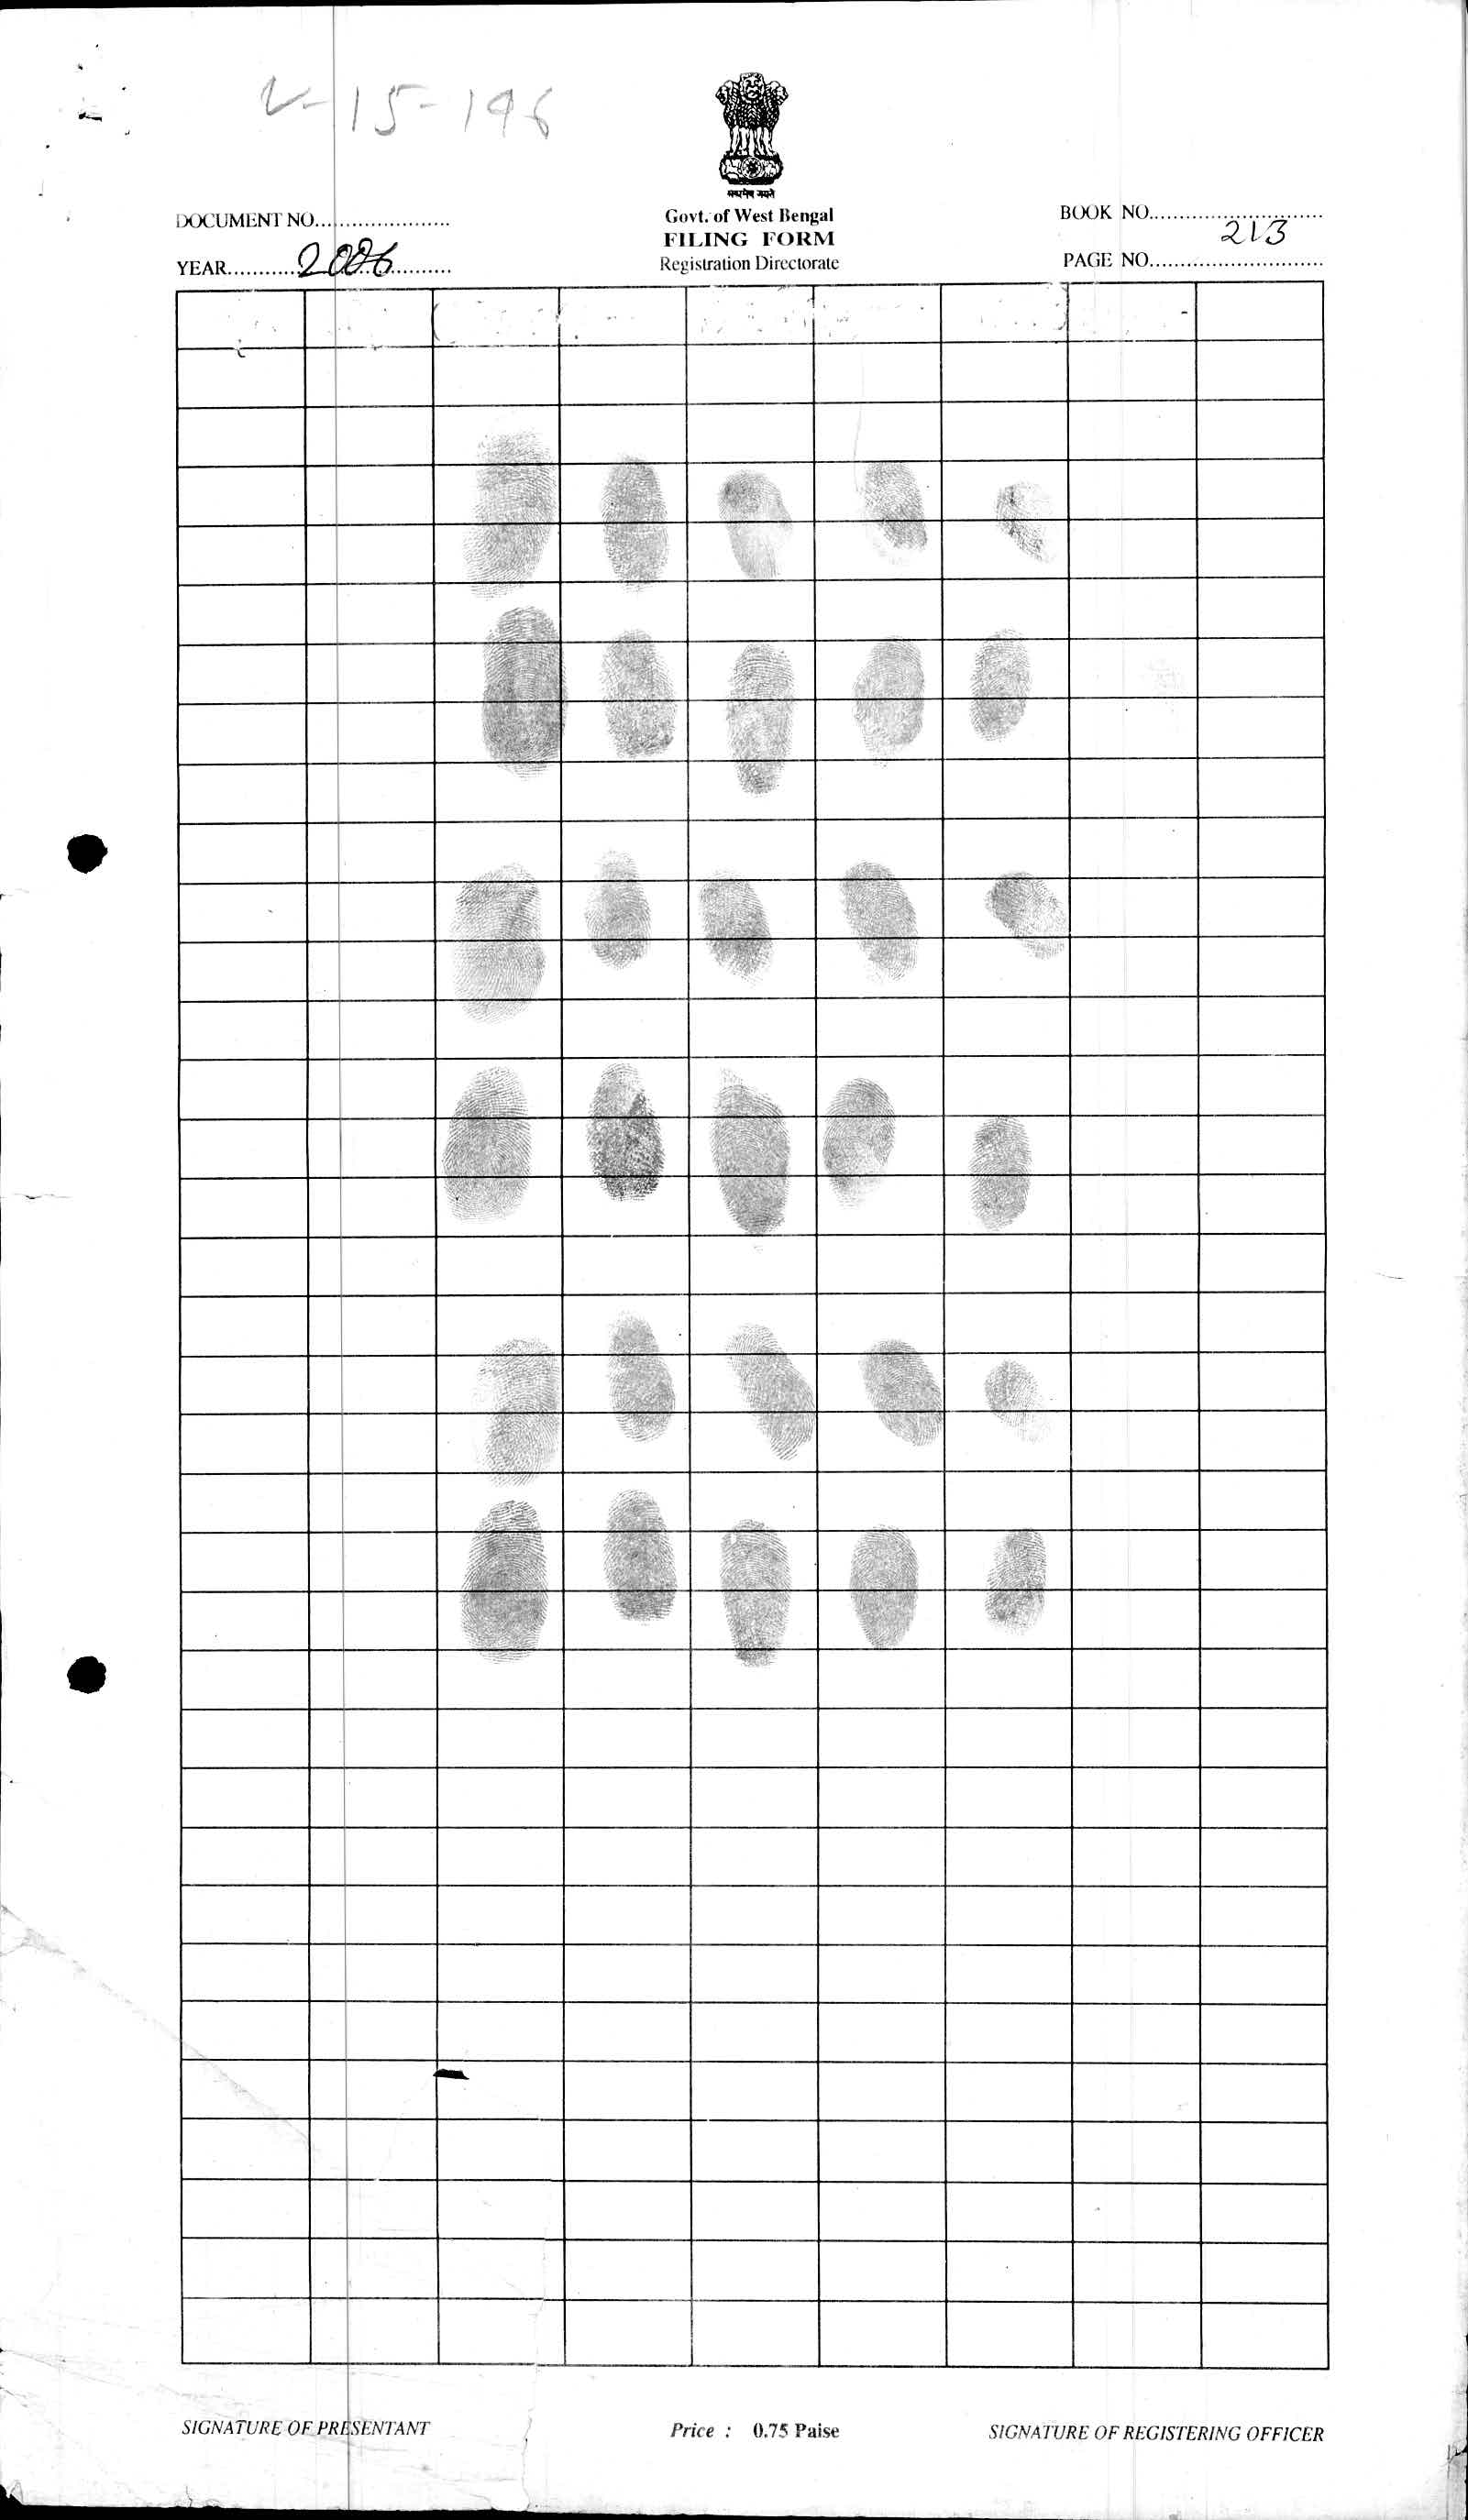 V-15-196
सत्यमेव जयते
DOCUMENT NO......................
Govt. of West Bengal
BOOK NO.............................
FILING FORM
213
YEAR............2006............
Registration Directorate
PAGE NO.............................
SIGNATURE OF PRESENTANT
Price : 0.75 Paise
SIGNATURE OF REGISTERING OFFICER